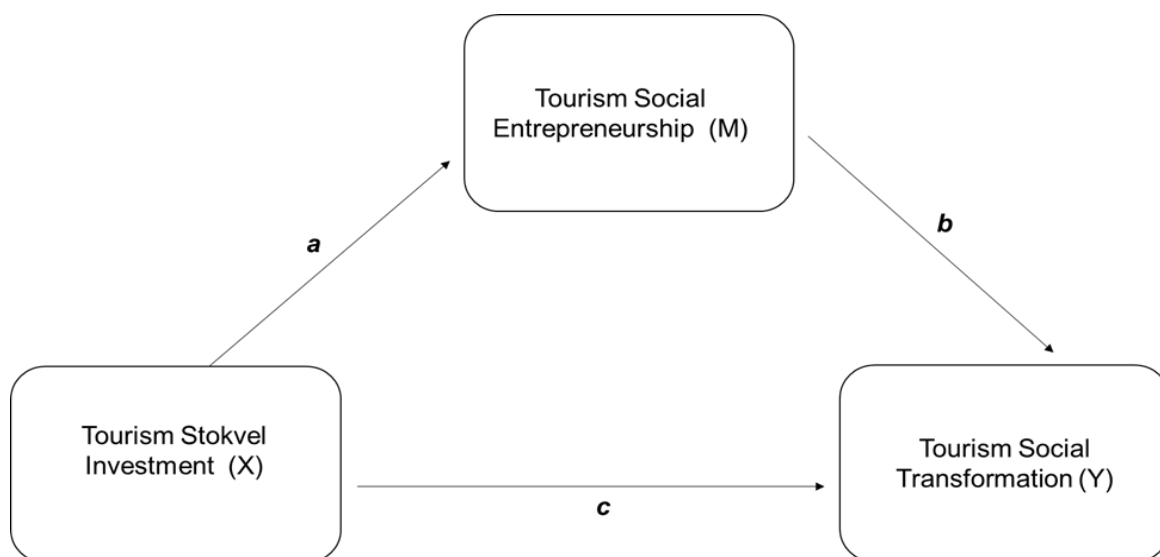 Tourism Social
Entrepreneurship (M)
a
b
Tourism Stokvel
Investment (X)
Tourism Social
Transformation (Y)
c